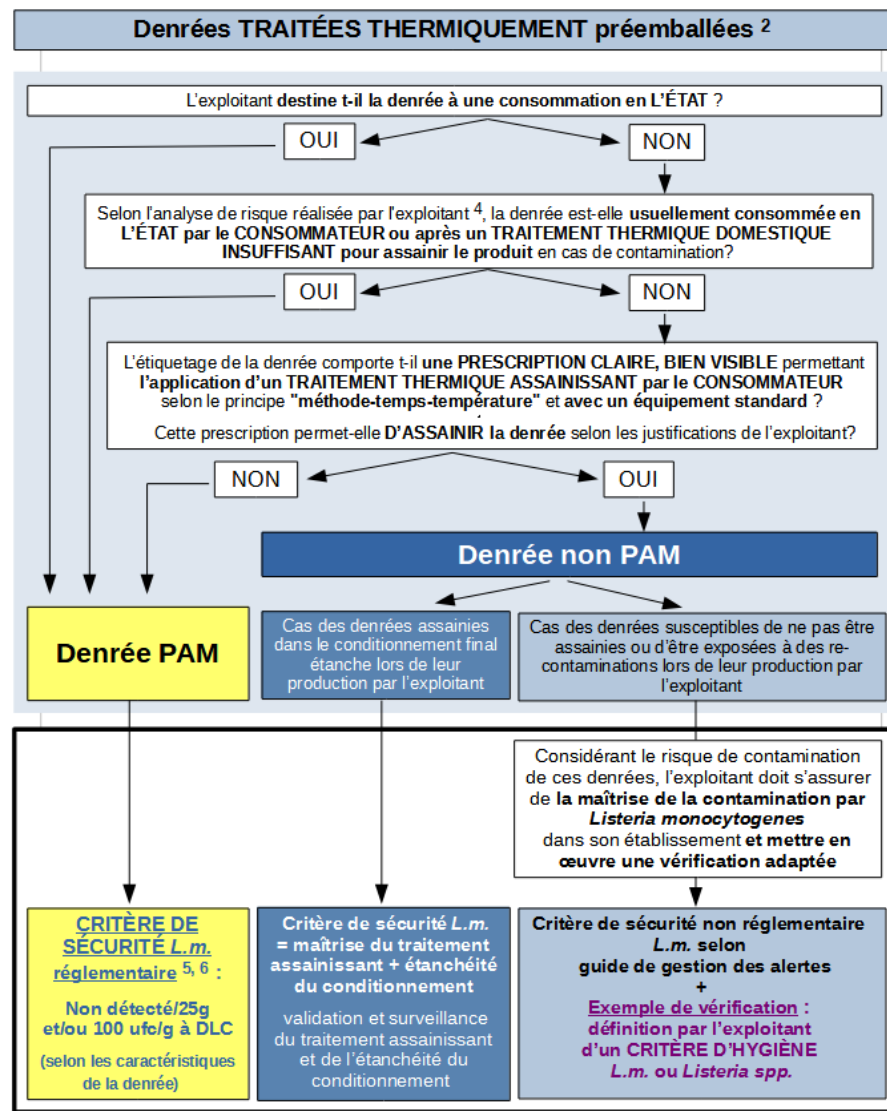 Denrées TRAITÉES THERMIQUEMENT préemballées 2
L'exploitant destine t-il la denrée à une consommation en L'ÉTAT ?
OUI
NON
Selon l'analyse de risque réalisée par l'exploitant 4, la denrée est-elle usuellement consommée en
L'ÉTAT par le CONSOMMATEUR ou après un TRAITEMENT THERMIQUE DOMESTIQUE
INSUFFISANT pour assainir le produit en cas de contamination?
OUI
NON
L'étiquetage de la denrée comporte t-il une PRESCRIPTION CLAIRE, BIEN VISIBLE permettant
l'application d'un TRAITEMENT THERMIQUE ASSAINISSANT par le CONSOMMATEUR
selon le principe "méthode-temps-température" et avec un équipement standard ?
Cette prescription permet-elle D'ASSAINIR la denrée selon les justifications de l'exploitant?
NON
OUI
Denrée non PAM
Denrée PAM
Cas des denrées assainies
dans le conditionnement final
étanche lors de leur
production par l'exploitant
Cas des denrées susceptibles de ne pas être
assainies ou d'être exposées à des re-
contaminations lors de leur production par
l'exploitant
Considérant le risque de contamination
de ces denrées, l'exploitant doit s'assurer
de la maîtrise de la contamination par
Listeria monocytogenes
dans son établissement et mettre en
œuvre une vérification adaptée
CRITÈRE DE
SÉCURITÉ L.m.
réglementaire 5, 6 :
Non détecté/25g
et/ou 100 ufc/g à DLC
(selon les caractéristiques
de la denrée)
Critère de sécurité L.m.
= maîtrise du traitement
assainissant + étanchéité
du conditionnement
validation et surveillance
du traitement assainissant
et de l'étanchéité du
conditionnement
Critère de sécurité non réglementaire
L.m. selon
guide de gestion des alertes
+
Exemple de vérification :
définition par l'exploitant
d'un CRITÈRE D'HYGIÈNE
L.m. ou Listeria spp.